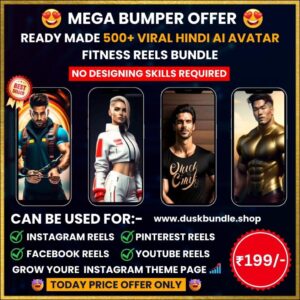 😍 MEGA BUMPER OFFER 😍
READY MADE 500+ VIRAL HINDI AI AVATAR
FITNESS REELS BUNDLE
NO DESIGNING SKILLS REQUIRED
BEST SELLER
CAN BE USED FOR:-
www.duskbundle.shop
INSTAGRAM REELS
PINTEREST REELS
FACEBOOK REELS
YOUTUBE REELS
GROW YOURE INSTAGRAM THEME PAGE
₹199/-
TODAY PRICE OFFER ONLY